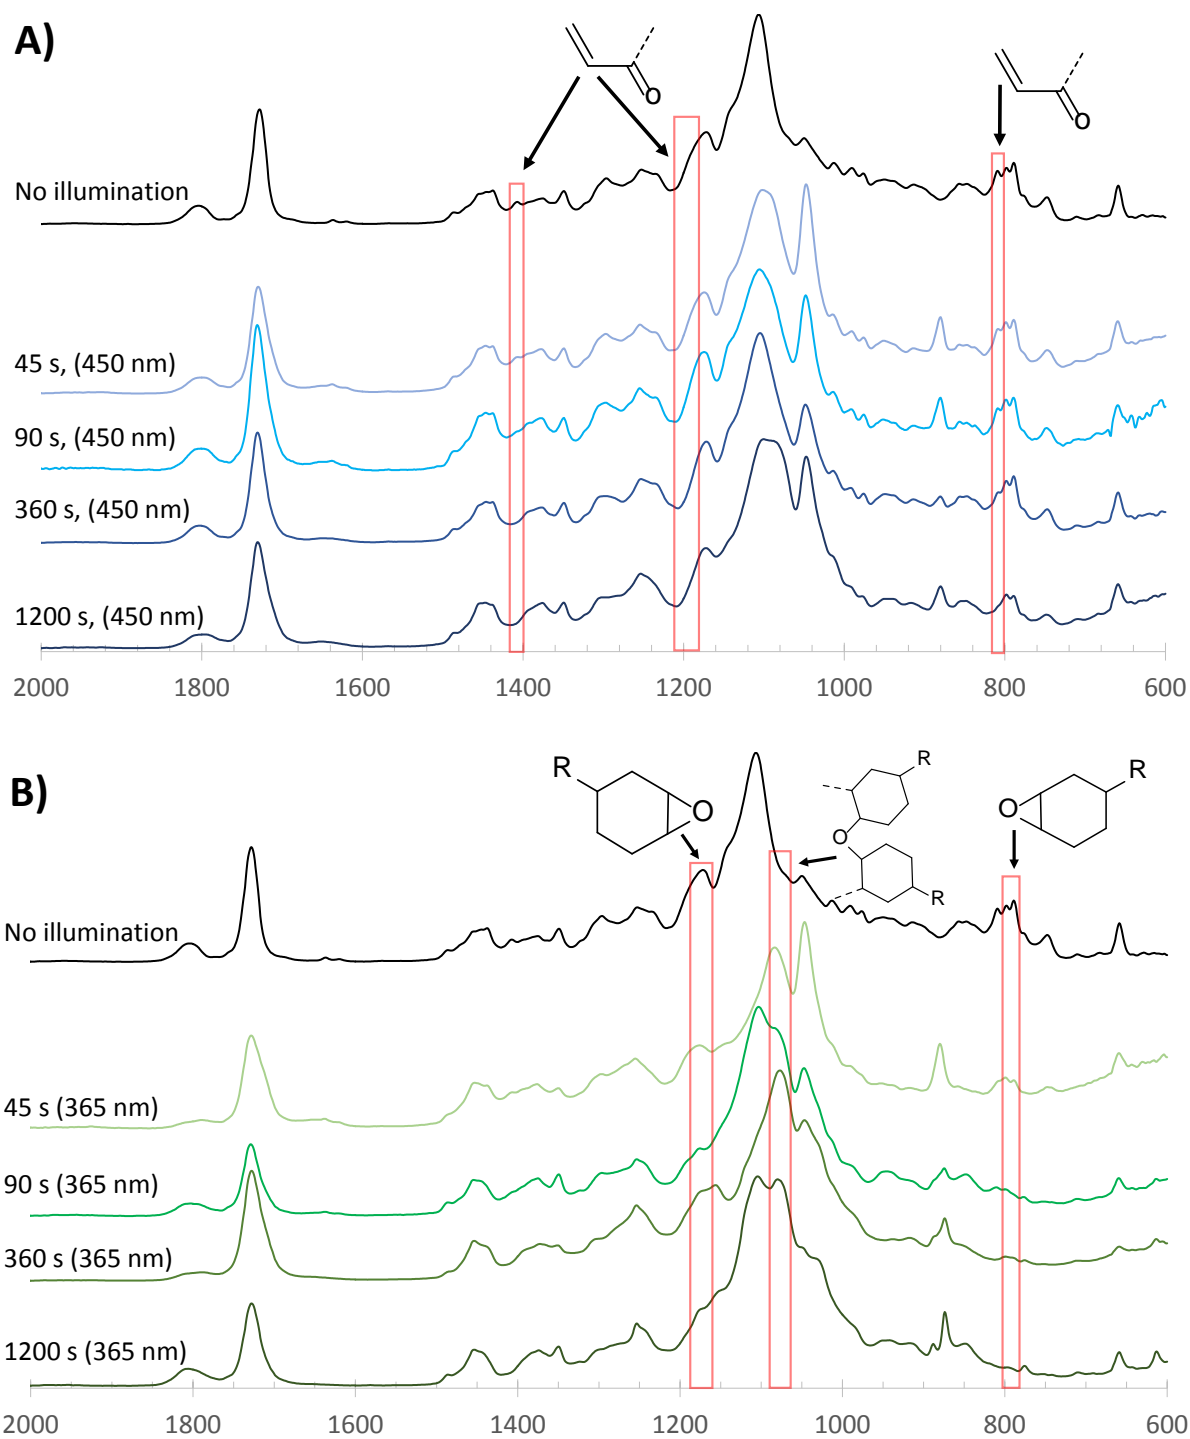 A)
O
O
No illumination
45 s, (450 nm)
90 s, (450 nm)
360 s, (450 nm)
1200 s, (450 nm)
2000 1800 1600 1400 1200 1000 800 600
B)
R
O
R
O
R
O
R
No illumination
45 s (365 nm)
90 s (365 nm)
360 s (365 nm)
1200 s (365 nm)
2000 1800 1600 1400 1200 1000 800 600